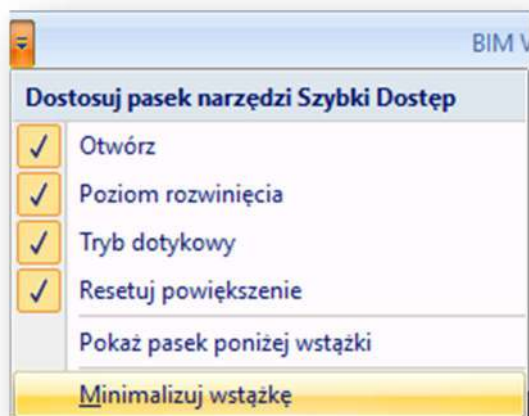 BIM
Dostosuj pasek narzędzi Szybki Dostęp
Otwórz
Poziom rozwinięcia
Tryb dotykowy
Resetuj powiększenie
Pokaż pasek poniżej wstążki
Minimalizuj wstążkę